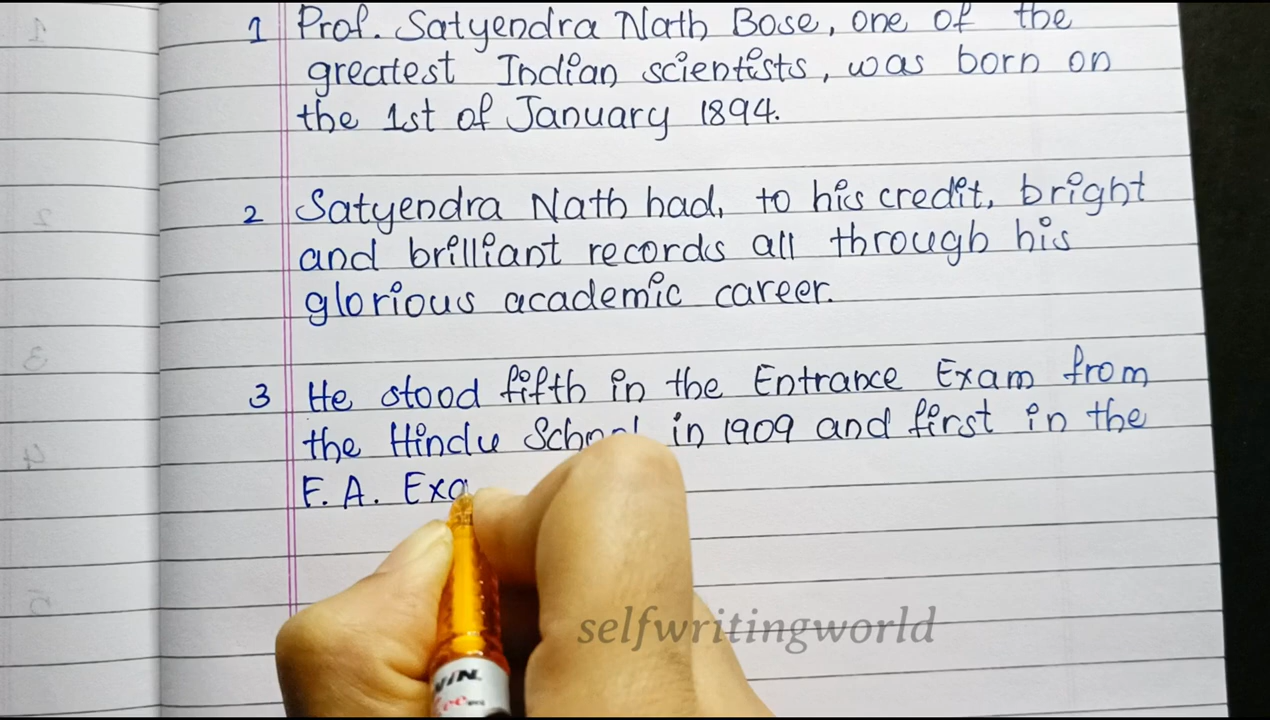 1 Prof. Satyendra Nath Bose, one of the
greatest Indian scientists, was born on
the 1st of January 1894.
2 Satyendra Nath had, to his credit, bright
and brilliant records all through his
glorious academic career.
3 He stood fifth in the Entrance Exam from
the Hindu School in 1909 and first in the
F. A. Exa
selfwritingworld